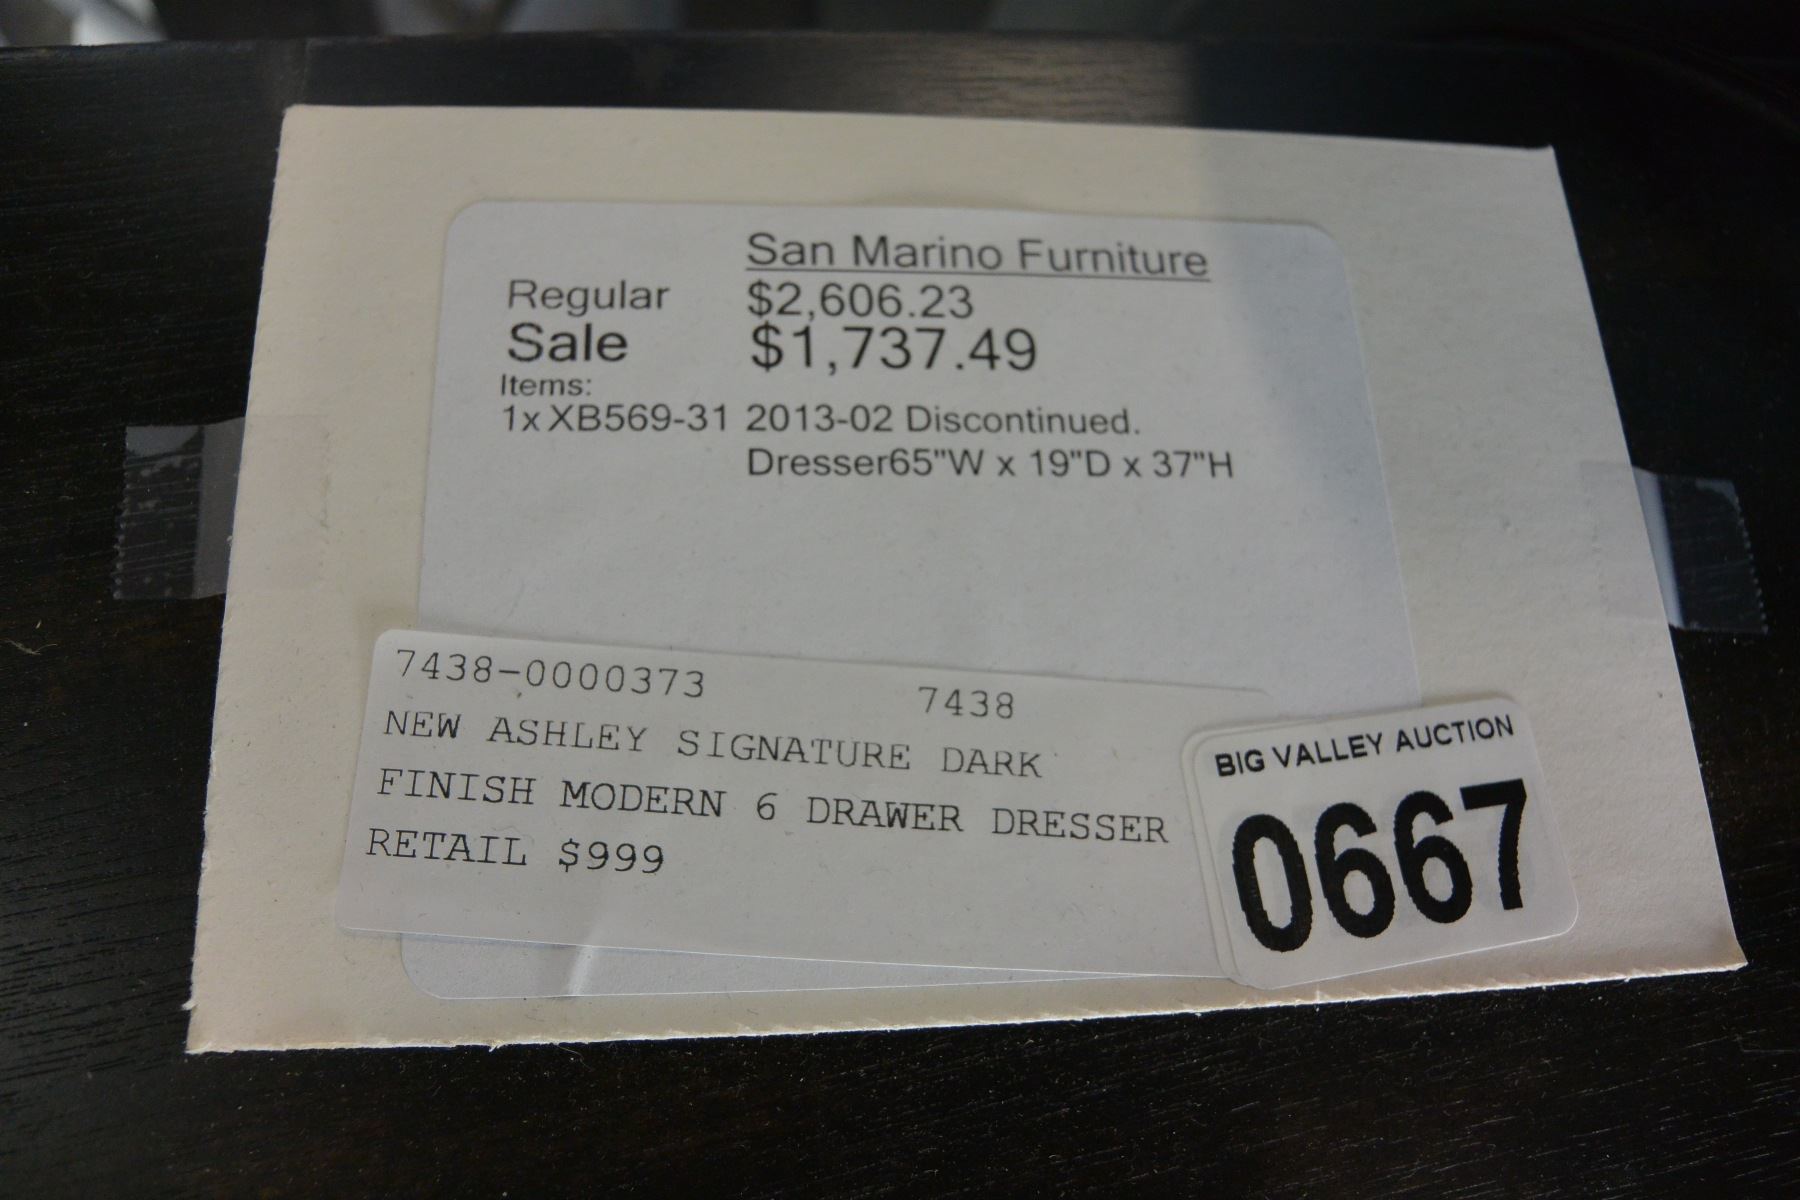 San Marino Furniture
Regular $2,606.23
Sale $1,737.49
Items:
1x XB569-31 2013-02 Discontinued.
Dresser65"W x 19"D x 37"H
7438-0000373 7438
NEW ASHLEY SIGNATURE DARK
FINISH MODERN 6 DRAWER DRESSER
RETAIL $999
BIG VALLEY AUCTION
0667